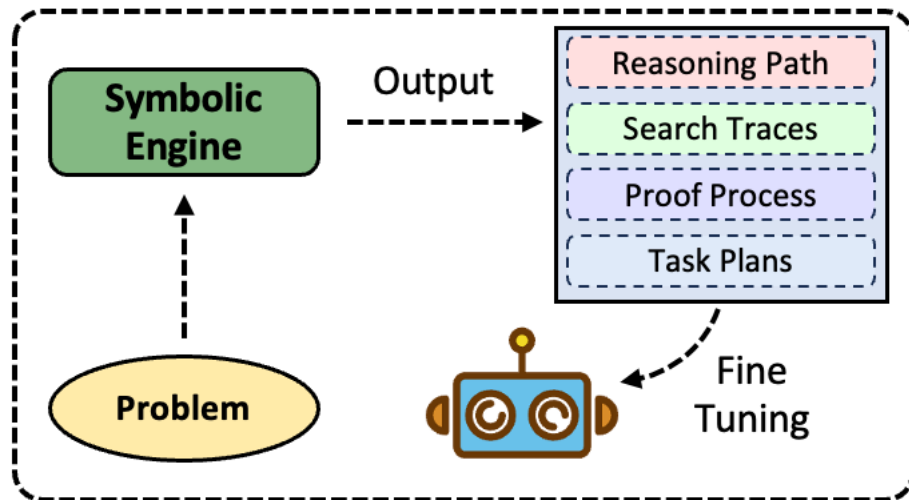 Symbolic
Engine
Output
Reasoning Path
Search Traces
Proof Process
Task Plans
Problem
Fine
Tuning